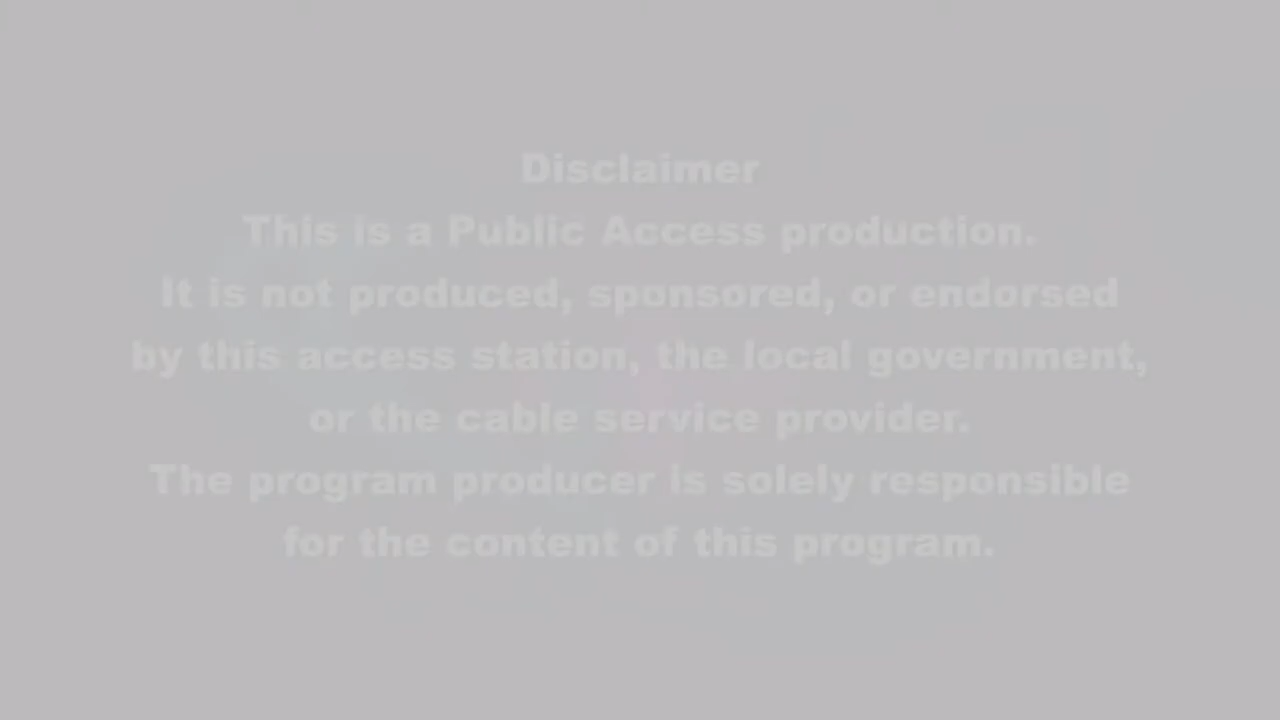 Disclaimer
This is a Public Access production.
It is not produced, sponsored, or endorsed
by this access station, the local government,
or the cable service provider.
The program producer is solely responsible
for the content of this program.